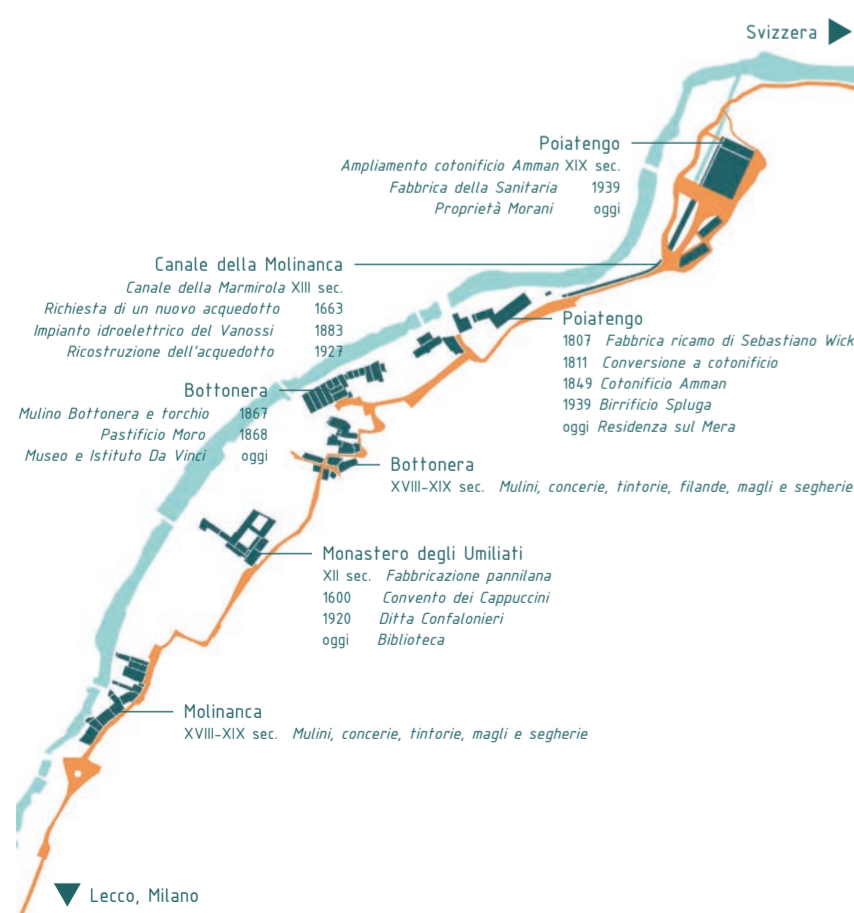 Svizzera
Poiatengo
Ampliamento cotonificio Amman XIX sec.
Fabbrica della Sanitaria 1939
Proprietà Morani oggi
Canale della Molinanca
Canale della Marmirola XIII sec.
Richiesta di un nuovo acquedotto 1663
Impianto idroelettrico del Vanossi 1883
Ricostruzione dell'acquedotto 1927
Poiatengo
1807 Fabbrica ricamo di Sebastiano Wick
1811 Conversione a cotonificio
1849 Cotonificio Amman
1939 Birrificio Spluga
oggi Residenza sul Mera
Bottonera
Mulino Bottonera e torchio 1867
Pastificio Moro 1868
Museo e Istituto Da Vinci oggi
Bottonera
XVIII-XIX sec. Mulini, concerie, tintorie, filande, magli e segherie
Monastero degli Umiliati
XII sec. Fabbricazione pannilana
1600 Convento dei Cappuccini
1920 Ditta Confalonieri
oggi Biblioteca
Molinanca
XVIII-XIX sec. Mulini, concerie, tintorie, magli e segherie
Lecco, Milano